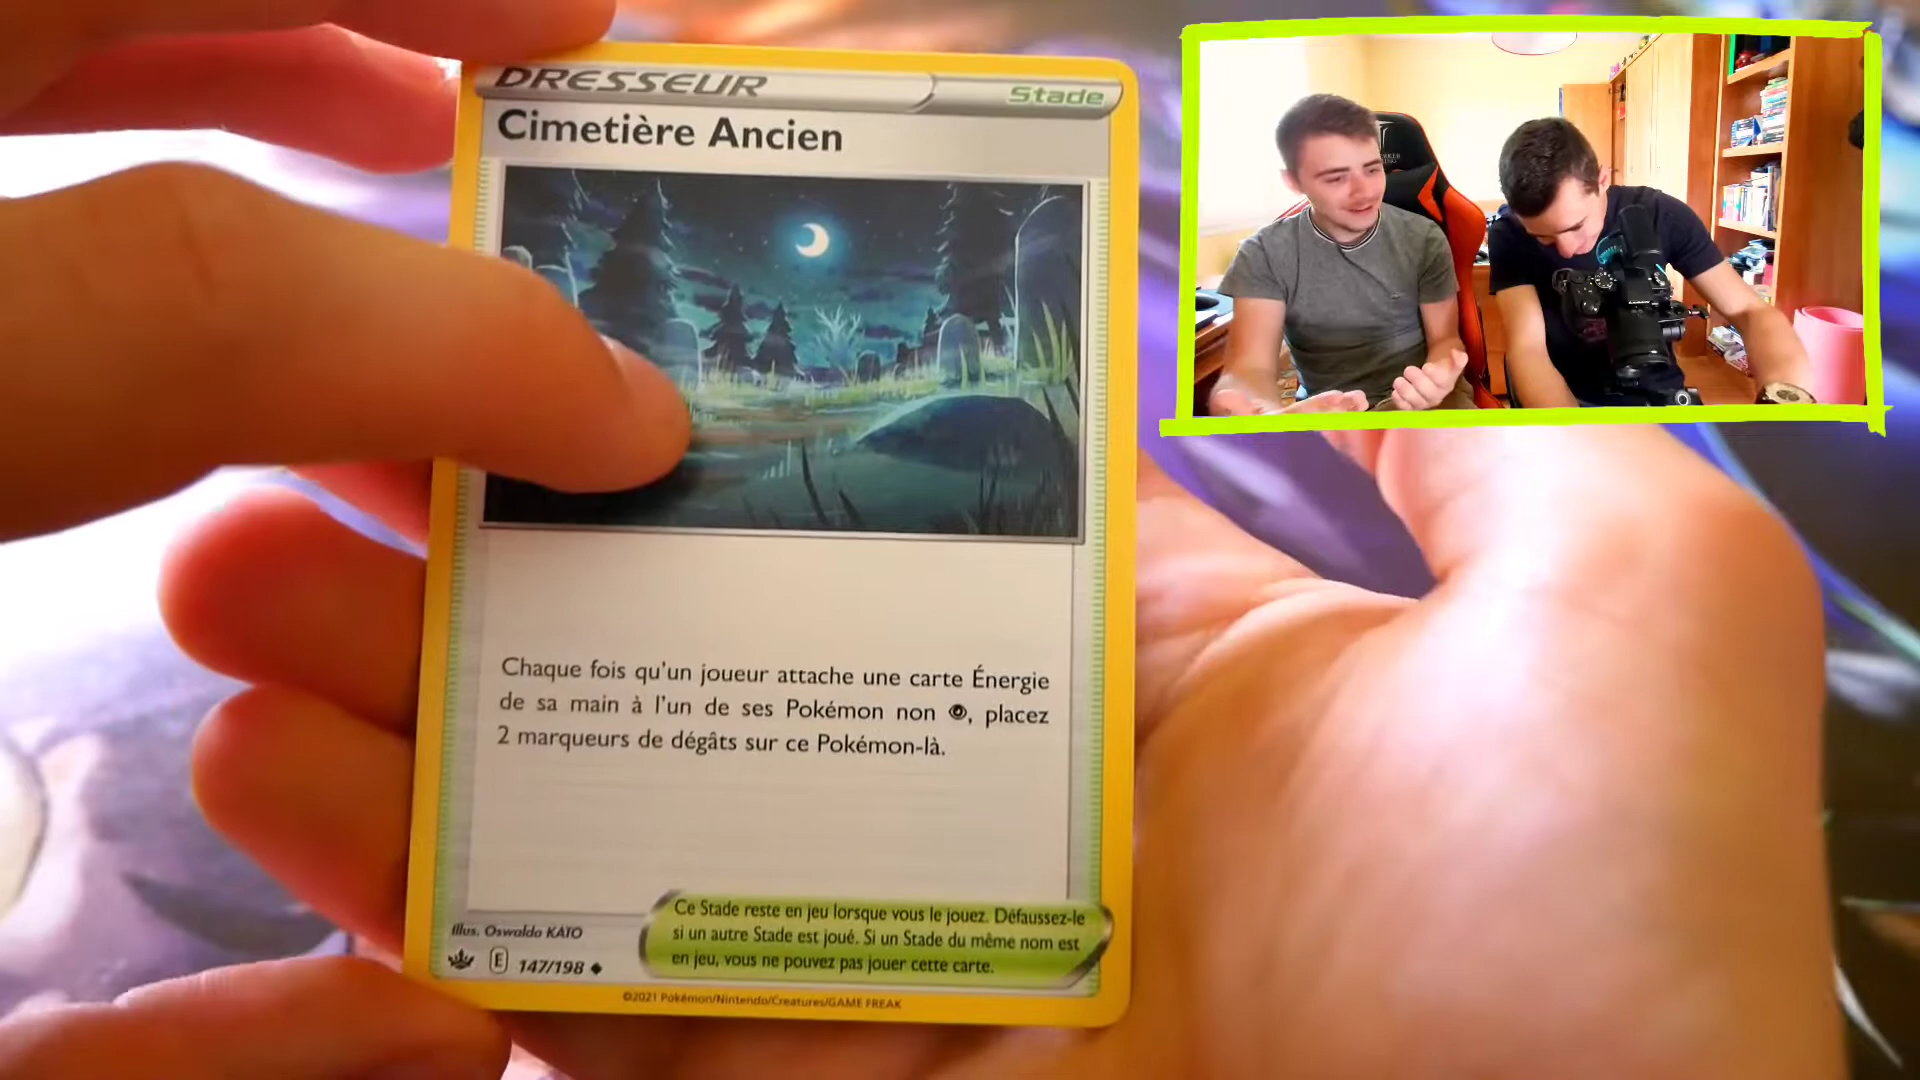 DRESSEUR
Stade
Cimetière Ancien
Chaque fois qu'un joueur attache une carte Énergie
de sa main à l'un de ses Pokémon non , placez
2 marqueurs de dégâts sur ce Pokémon-là.
Ce Stade reste en jeu lorsque vous le jouez. Défaussez-le
si un autre Stade est joué. Si un Stade du même nom est
en jeu, vous ne pouvez pas jouer cette carte.
Illus. Oswaldo KATO
E 147/198
©2021 Pokémon/Nintendo/Creatures/GAME FREAK